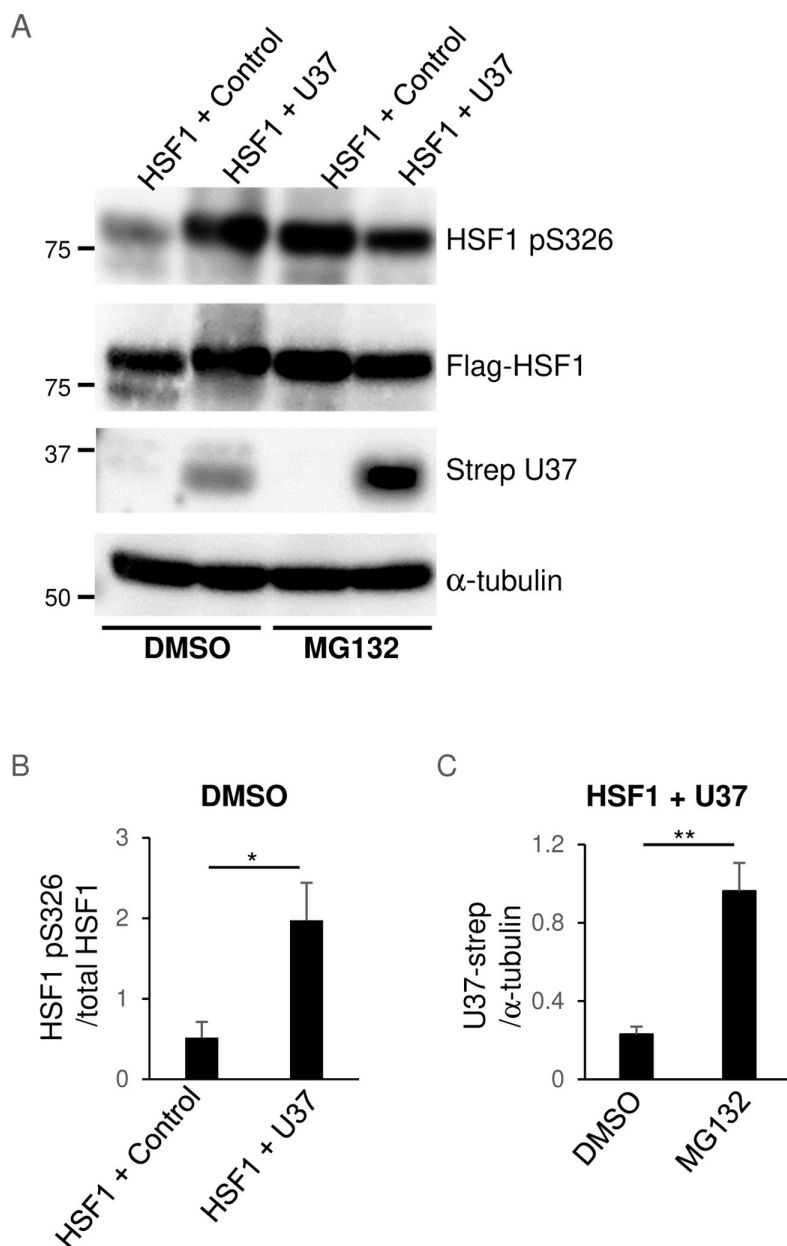 A
HSF1 + Control
HSF1 + U37
HSF1 + Control
HSF1 + U37
75
HSF1 pS326
75
Flag-HSF1
37
Strep U37
50
α-tubulin
DMSO
MG132
B
DMSO
HSF1 pS326
/total HSF1
3
2
1
0
*
HSF1 + Control
HSF1 + U37
C
HSF1 + U37
U37-strep
/α-tubulin
1.2
0.8
0.4
0
**
DMSO
MG132